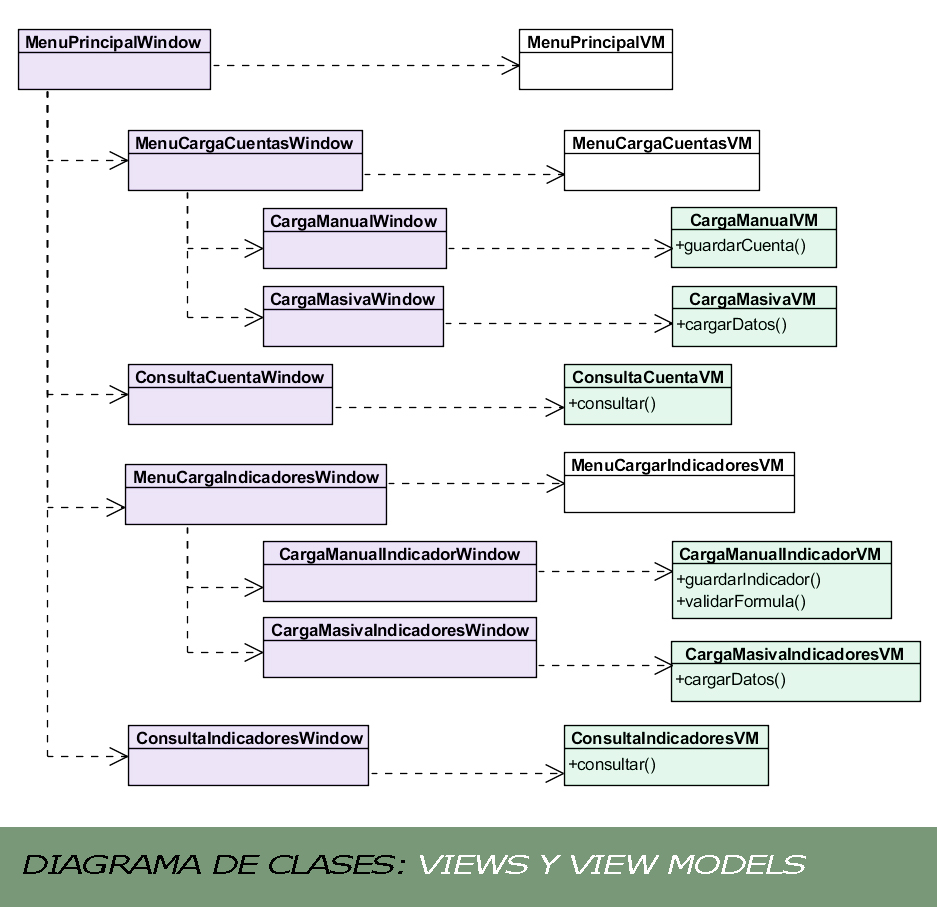 MenuPrincipalWindow
MenuPrincipalVM
MenuCargaCuentasWindow
MenuCargaCuentasVM
CargaManualWindow
CargaManualVM
+guardarCuenta()
CargaMasivaWindow
CargaMasivaVM
+cargarDatos()
ConsultaCuentaWindow
ConsultaCuentaVM
+consultar()
MenuCargaIndicadoresWindow
MenuCargarIndicadoresVM
CargaManualIndicadorWindow
CargaManualIndicadorVM
+guardarIndicador()
+validarFormula()
CargaMasivaIndicadoresWindow
CargaMasivaIndicadoresVM
+cargarDatos()
ConsultaIndicadoresWindow
ConsultaIndicadoresVM
+consultar()
DIAGRAMA DE CLASES: VIEWS Y VIEW MODELS